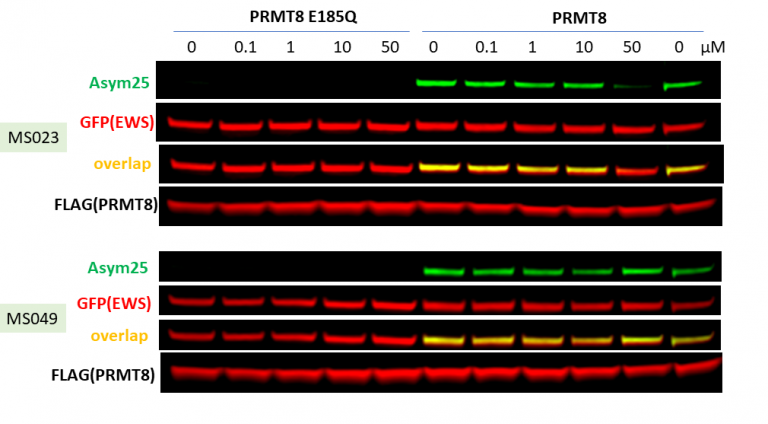 PRMT8 E185Q PRMT8
0 0.1 1 10 50 0 0.1 1 10 50 0 µM
Asym25
MS023
GFP(EWS)
overlap
FLAG(PRMT8)
Asym25
MS049
GFP(EWS)
overlap
FLAG(PRMT8)